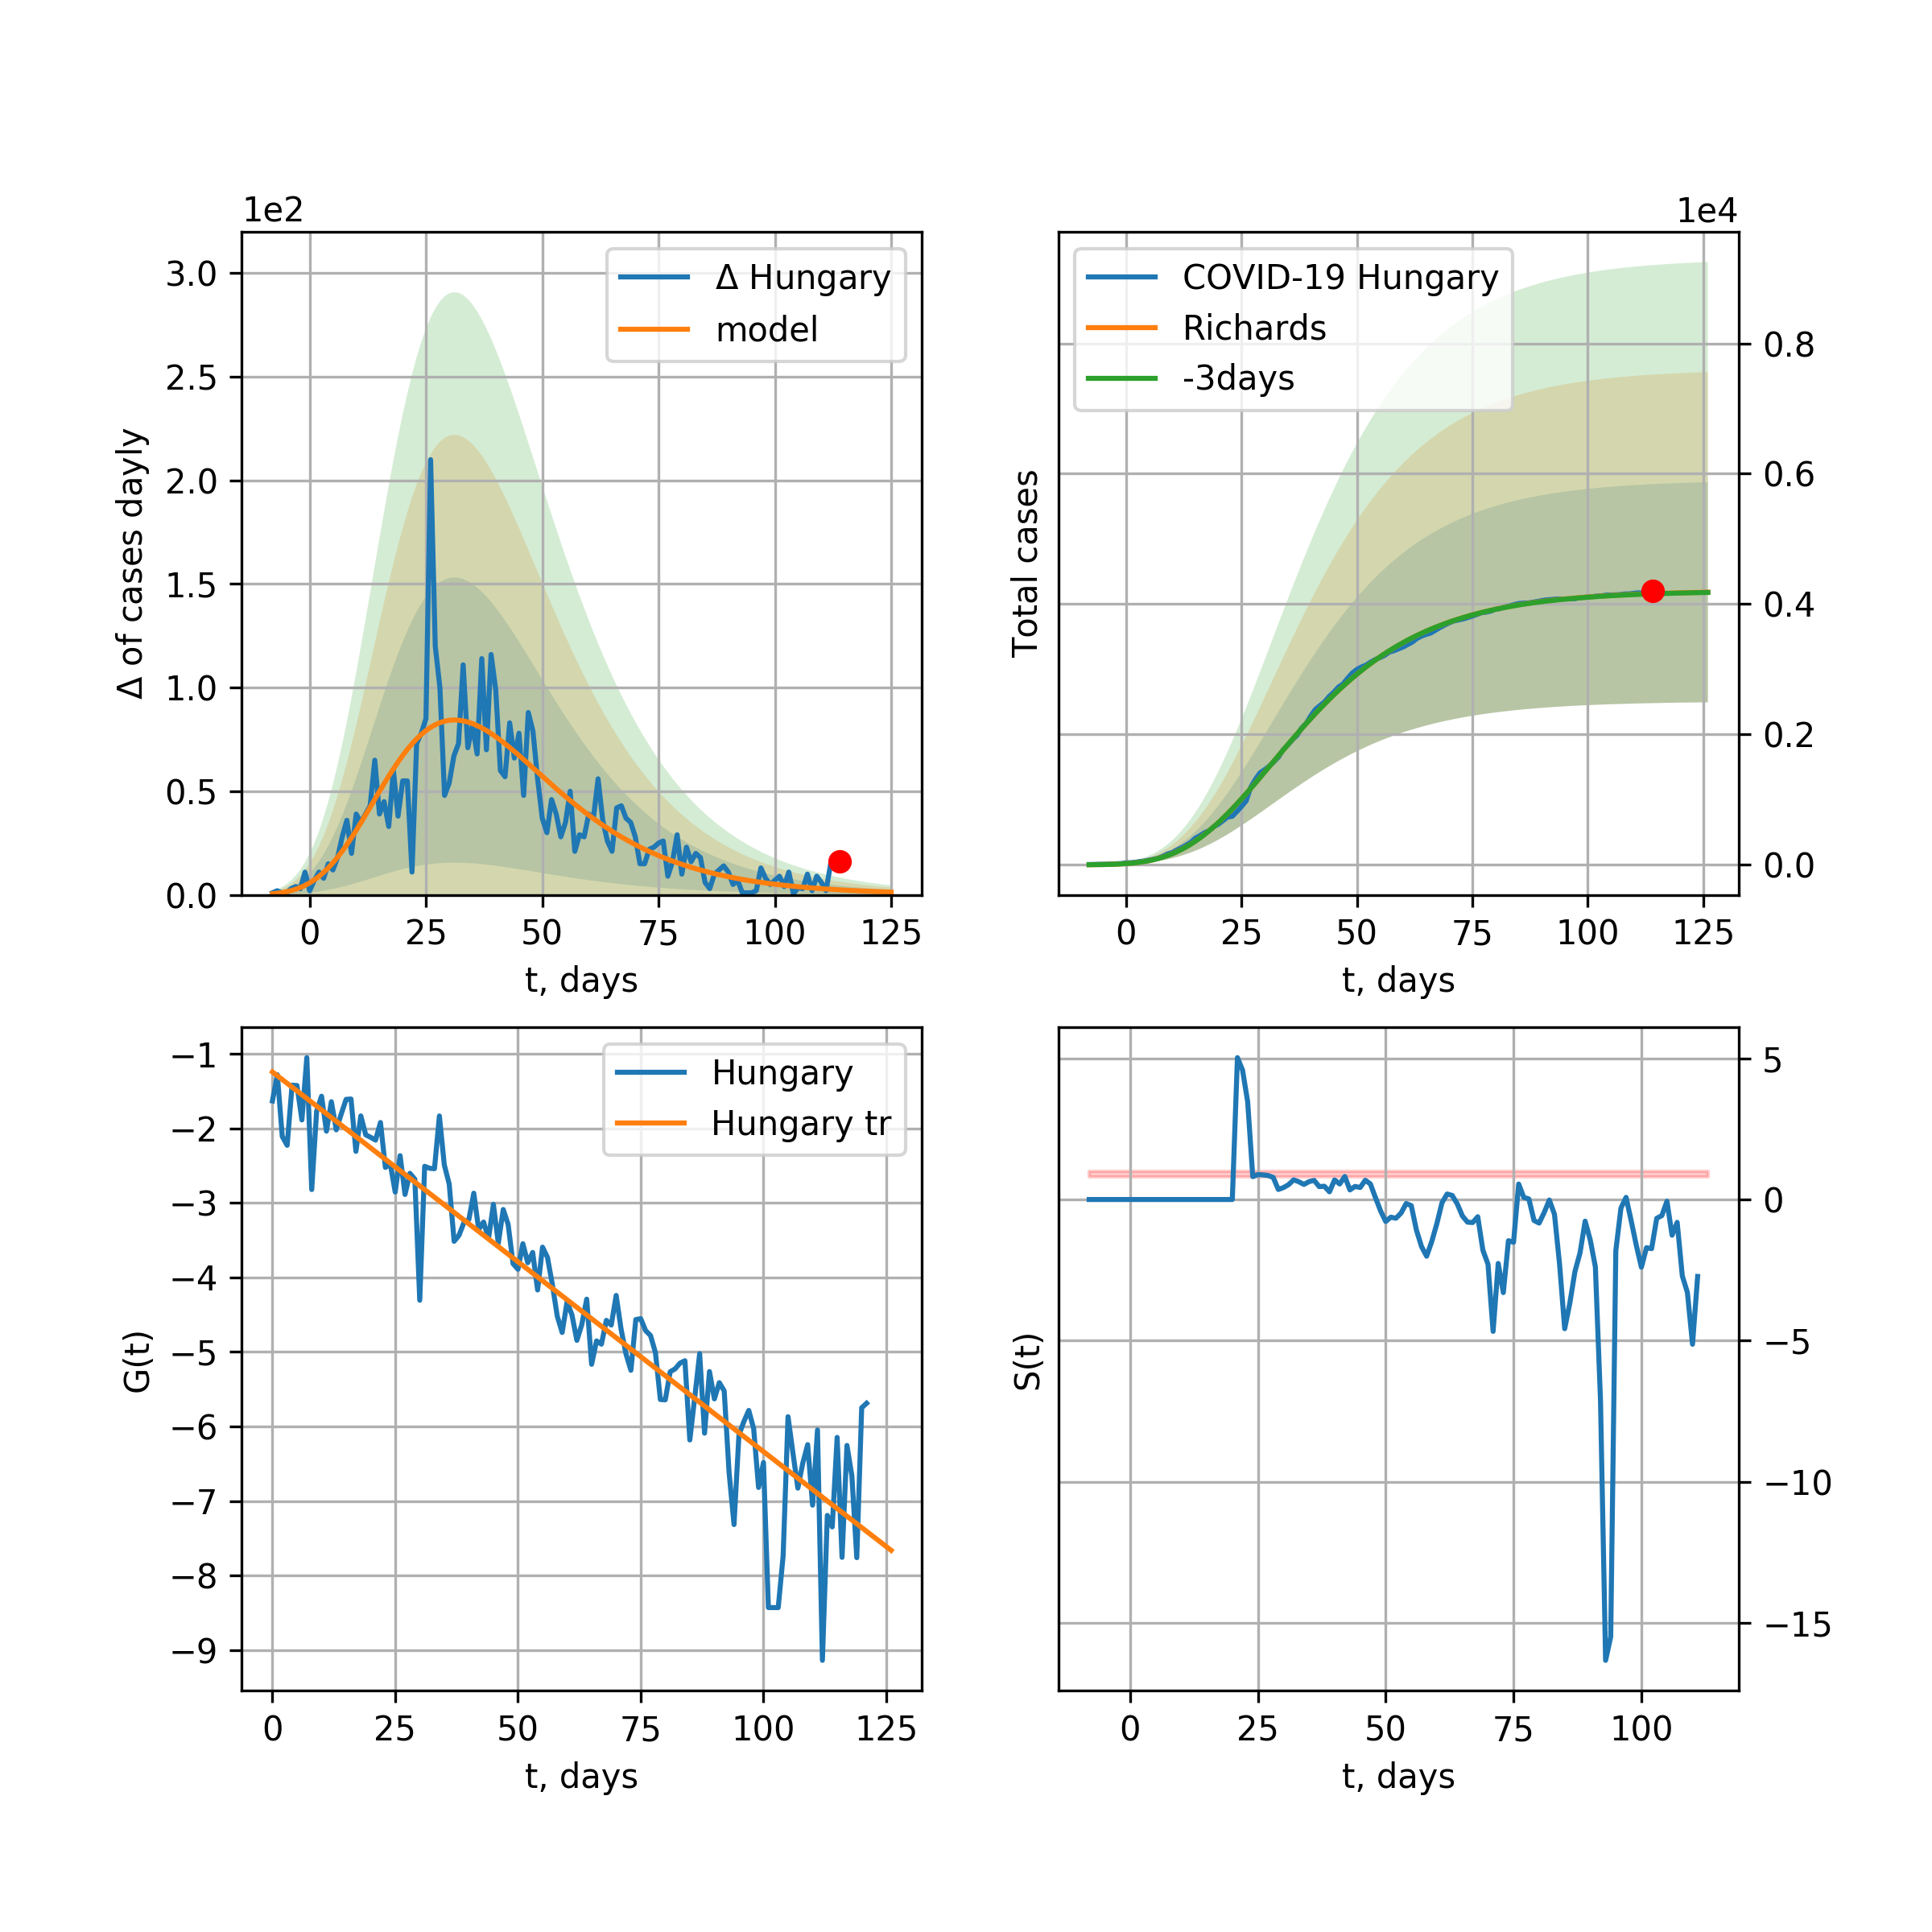 1e2
3.0
2.5
2.0
1.5
1.0
0.5
0.0
Δ of cases dayly
Δ Hungary
model
0 25 50 75 100 125
t, days
1e4
COVID-19 Hungary
Richards
-3days
Total cases
0.8
0.6
0.4
0.2
0.0
0 25 50 75 100 125
t, days
−1
−2
−3
−4
−5
−6
−7
−8
−9
G(t)
Hungary
Hungary tr
0 25 50 75 100 125
t, days
S(t)
5
0
−5
−10
−15
0 25 50 75 100
t, days